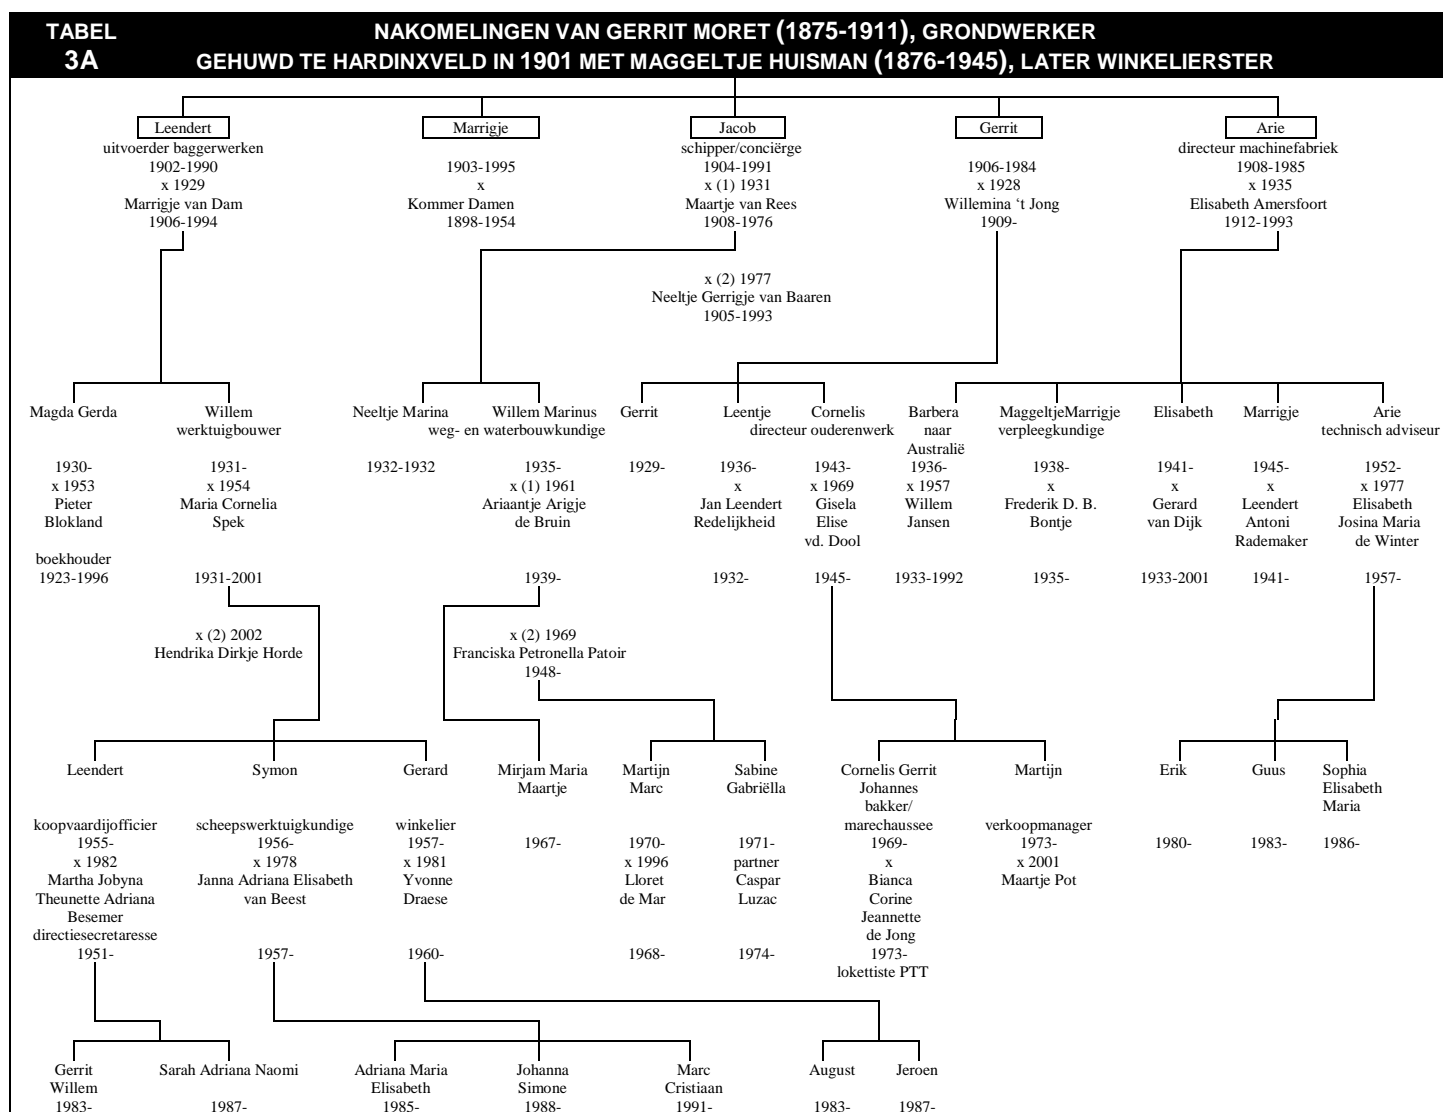 TABEL 3A
NAKOMELINGEN VAN GERRIT MORET (1875-1911), GRONDWERKER
GEHUWD TE HARDINXVELD IN 1901 MET MAGGELTJE HUISMAN (1876-1945), LATER WINKELIERSTER
Leendert
uitvoerder baggerwerken
1902-1990
x 1929
Marrigje van Dam
1906-1994
Marrigje
1903-1995
x
Kommer Damen
1898-1954
Jacob
schipper/conciërge
1904-1991
x (1) 1931
Maartje van Rees
1908-1976
x (2) 1977
Neeltje Gerrigje van Baaren
1905-1993
Gerrit
1906-1984
x 1928
Willemina ‘t Jong
1909-
Arie
directeur machinefabriek
1908-1985
x 1935
Elisabeth Amersfoort
1912-1993
Magda Gerda
1930-
x 1953
Pieter
Blokland
boekhouder
1923-1996
Willem
werktuigbouwer
1931-
x 1954
Maria Cornelia
Spek
1931-2001
x (2) 2002
Hendrika Dirkje Horde
Neeltje Marina
1932-1932
Willem Marinus
weg- en waterbouwkundige
1935-
x (1) 1961
Ariaantje Arigje
de Bruin
1939-
x (2) 1969
Franciska Petronella Patoir
1948-
Gerrit
1929-
Leentje
1936-
x
Jan Leendert
Redelijkheid
1932-
Cornelis
directeur ouderenwerk
1943-
x 1969
Gisela
Elise
vd. Dool
1945-
Barbera
naar
Australië
1936-
x 1957
Willem
Jansen
1933-1992
MaggeltjeMarrigje
verpleegkundige
1938-
x
Frederik D. B.
Bontje
1935-
Elisabeth
1941-
x
Gerard
van Dijk
1933-2001
Marrigje
1945-
x
Leendert
Antoni
Rademaker
1941-
Arie
technisch adviseur
1952-
x 1977
Elisabeth
Josina Maria
de Winter
1957-
Leendert
koopvaardijofficier
1955-
x 1982
Martha Jobyna
Theunette Adriana
Besemer
directiesecretaresse
1951-
Symon
scheepswerktuigkundige
1956-
x 1978
Janna Adriana Elisabeth
van Beest
1957-
Gerard
winkelier
1957-
x 1981
Yvonne
Draese
1960-
Mirjam Maria
Maartje
1967-
Martijn
Marc
1970-
x 1996
Lloret
de Mar
1968-
Sabine
Gabriëlla
1971-
partner
Caspar
Luzac
1974-
Cornelis Gerrit
Johannes
bakker/
marechaussee
1969-
x
Bianca
Corine
Jeannette
de Jong
1973-
lokettiste PTT
Martijn
verkoopmanager
1973-
x 2001
Maartje Pot
Erik
1980-
Guus
1983-
Sophia
Elisabeth
Maria
1986-
Gerrit
Willem
1983-
Sarah Adriana Naomi
1987-
Adriana Maria
Elisabeth
1985-
Johanna
Simone
1988-
Marc
Cristiaan
1991-
August
1983-
Jeroen
1987-